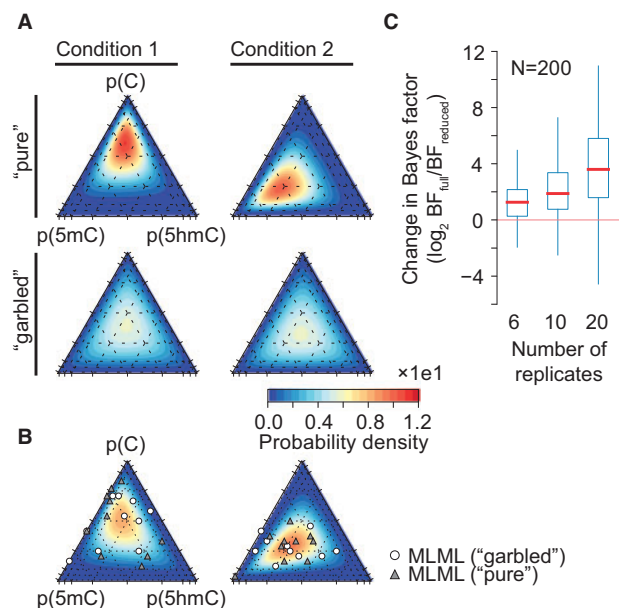 A
Condition 1
Condition 2
"pure"
p(C)
p(5mC)
p(5hmC)
"garbled"
×1e1
0.0 0.4 0.8 1.2
Probability density
B
p(C)
p(5mC)
p(5hmC)
MLML ("garbled")
MLML ("pure")
C
N=200
Change in Bayes factor
(log2 BFfull/BFreduced)
12
8
4
0
−4
6 10 20
Number of
replicates